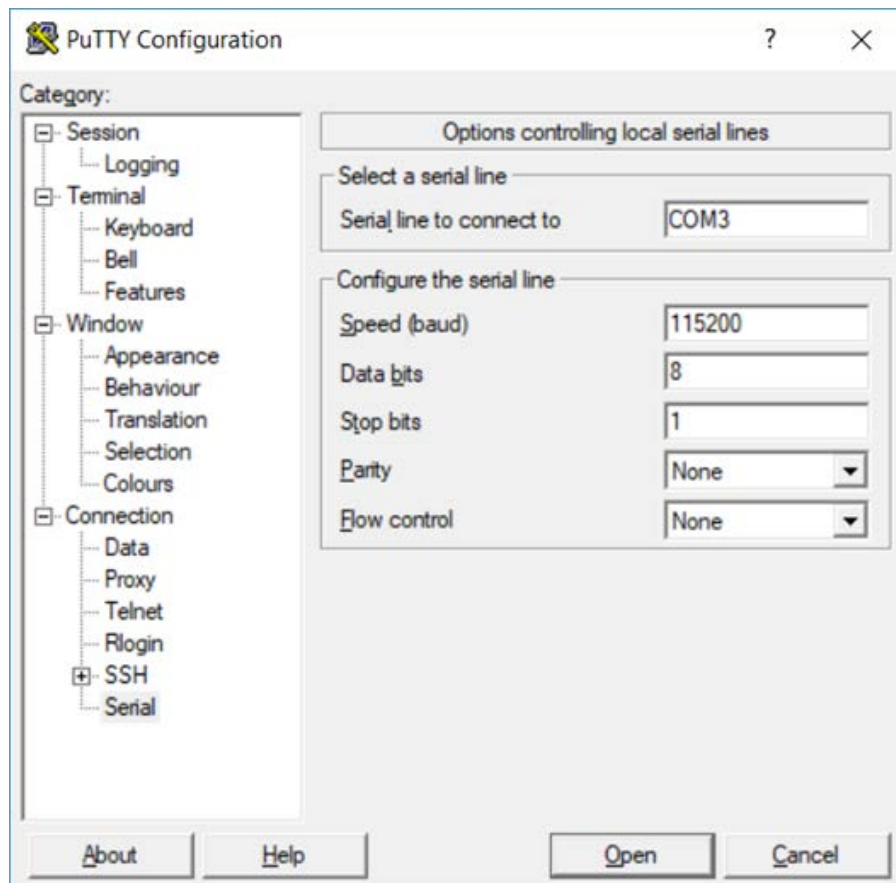 PuTTY Configuration
?
Category:
Session
Logging
Terminal
Keyboard
Bell
Features
Window
Appearance
Behaviour
Translation
Selection
Colours
Connection
Data
Proxy
Telnet
Rlogin
SSH
Serial
Options controlling local serial lines
Select a serial line
Serial line to connect to COM3
Configure the serial line
Speed (baud) 115200
Data bits 8
Stop bits 1
Parity None
Flow control None
About Help Open Cancel